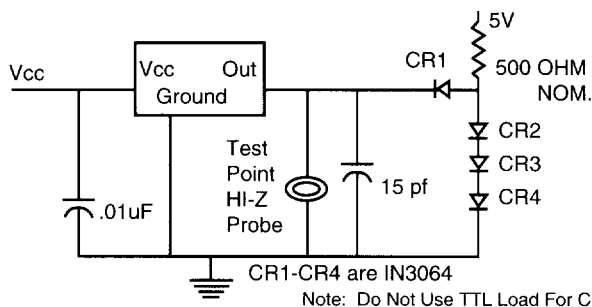 5V
CR1
500 OHM
NOM.
Vcc
Vcc Out
Ground
CR2
CR3
CR4
Test
Point
HI-Z
Probe
15 pf
.01uF
CR1-CR4 are IN3064
Note: Do Not Use TTL Load For C